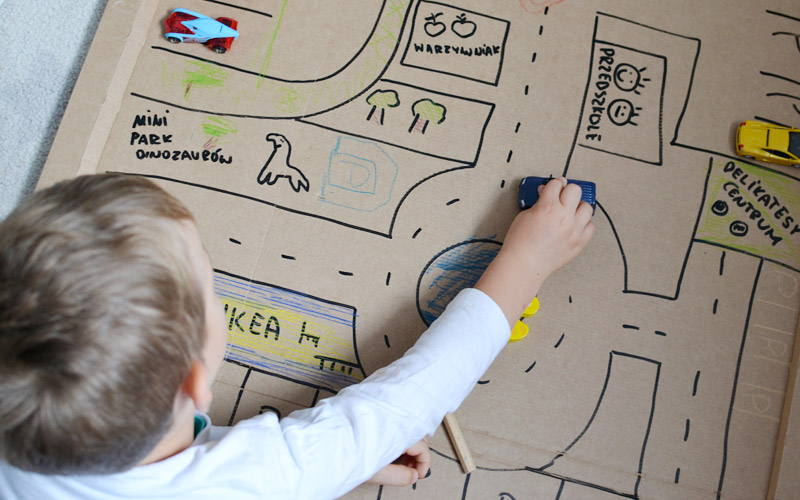 WARZYWNIAK
PRZEDSZKOLE
MINI
PARK
DINOZAURÓW
DELIKATESY
CENTRUM
IKEA
P